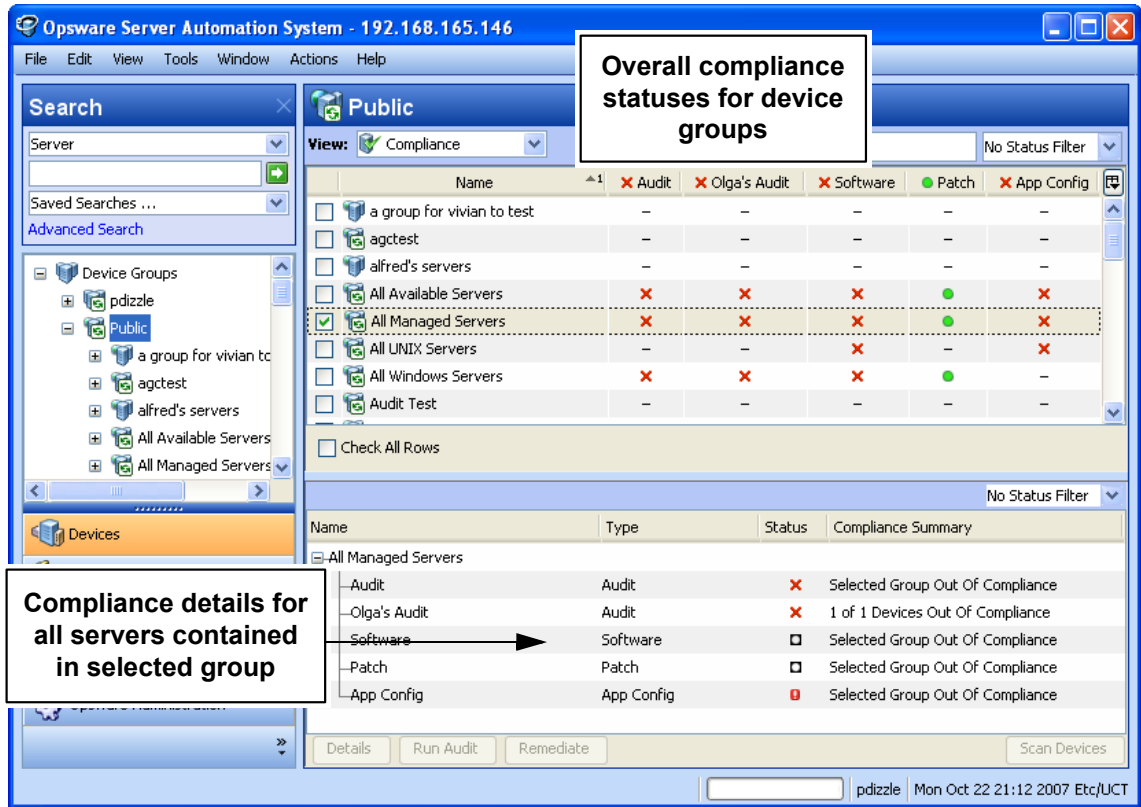 Opsware Server Automation System - 192.168.165.146
File Edit View Tools Window Actions Help
Overall compliance
statuses for device
groups
Search
Server
Saved Searches ...
Advanced Search
Device Groups
pdizzle
Public
a group for vivian to
agctest
alfred's servers
All Available Servers
All Managed Servers
Devices
Compliance details for
all servers contained
in selected group
Public
View: Compliance
No Status Filter
Name 1 Audit Olga's Audit Software Patch App Config
a group for vivian to test – – – – –
agctest – – – – –
alfred's servers – – – – –
All Available Servers
All Managed Servers
All UNIX Servers – – –
All Windows Servers –
Audit Test – – – – –
Check All Rows
No Status Filter
Name Type Status Compliance Summary
All Managed Servers
Audit Audit Selected Group Out Of Compliance
Olga's Audit Audit 1 of 1 Devices Out Of Compliance
Software Software Selected Group Out Of Compliance
Patch Patch Selected Group Out Of Compliance
App Config App Config Selected Group Out Of Compliance
Details Run Audit Remediate Scan Devices
pdizzle Mon Oct 22 21:12 2007 Etc/UCT